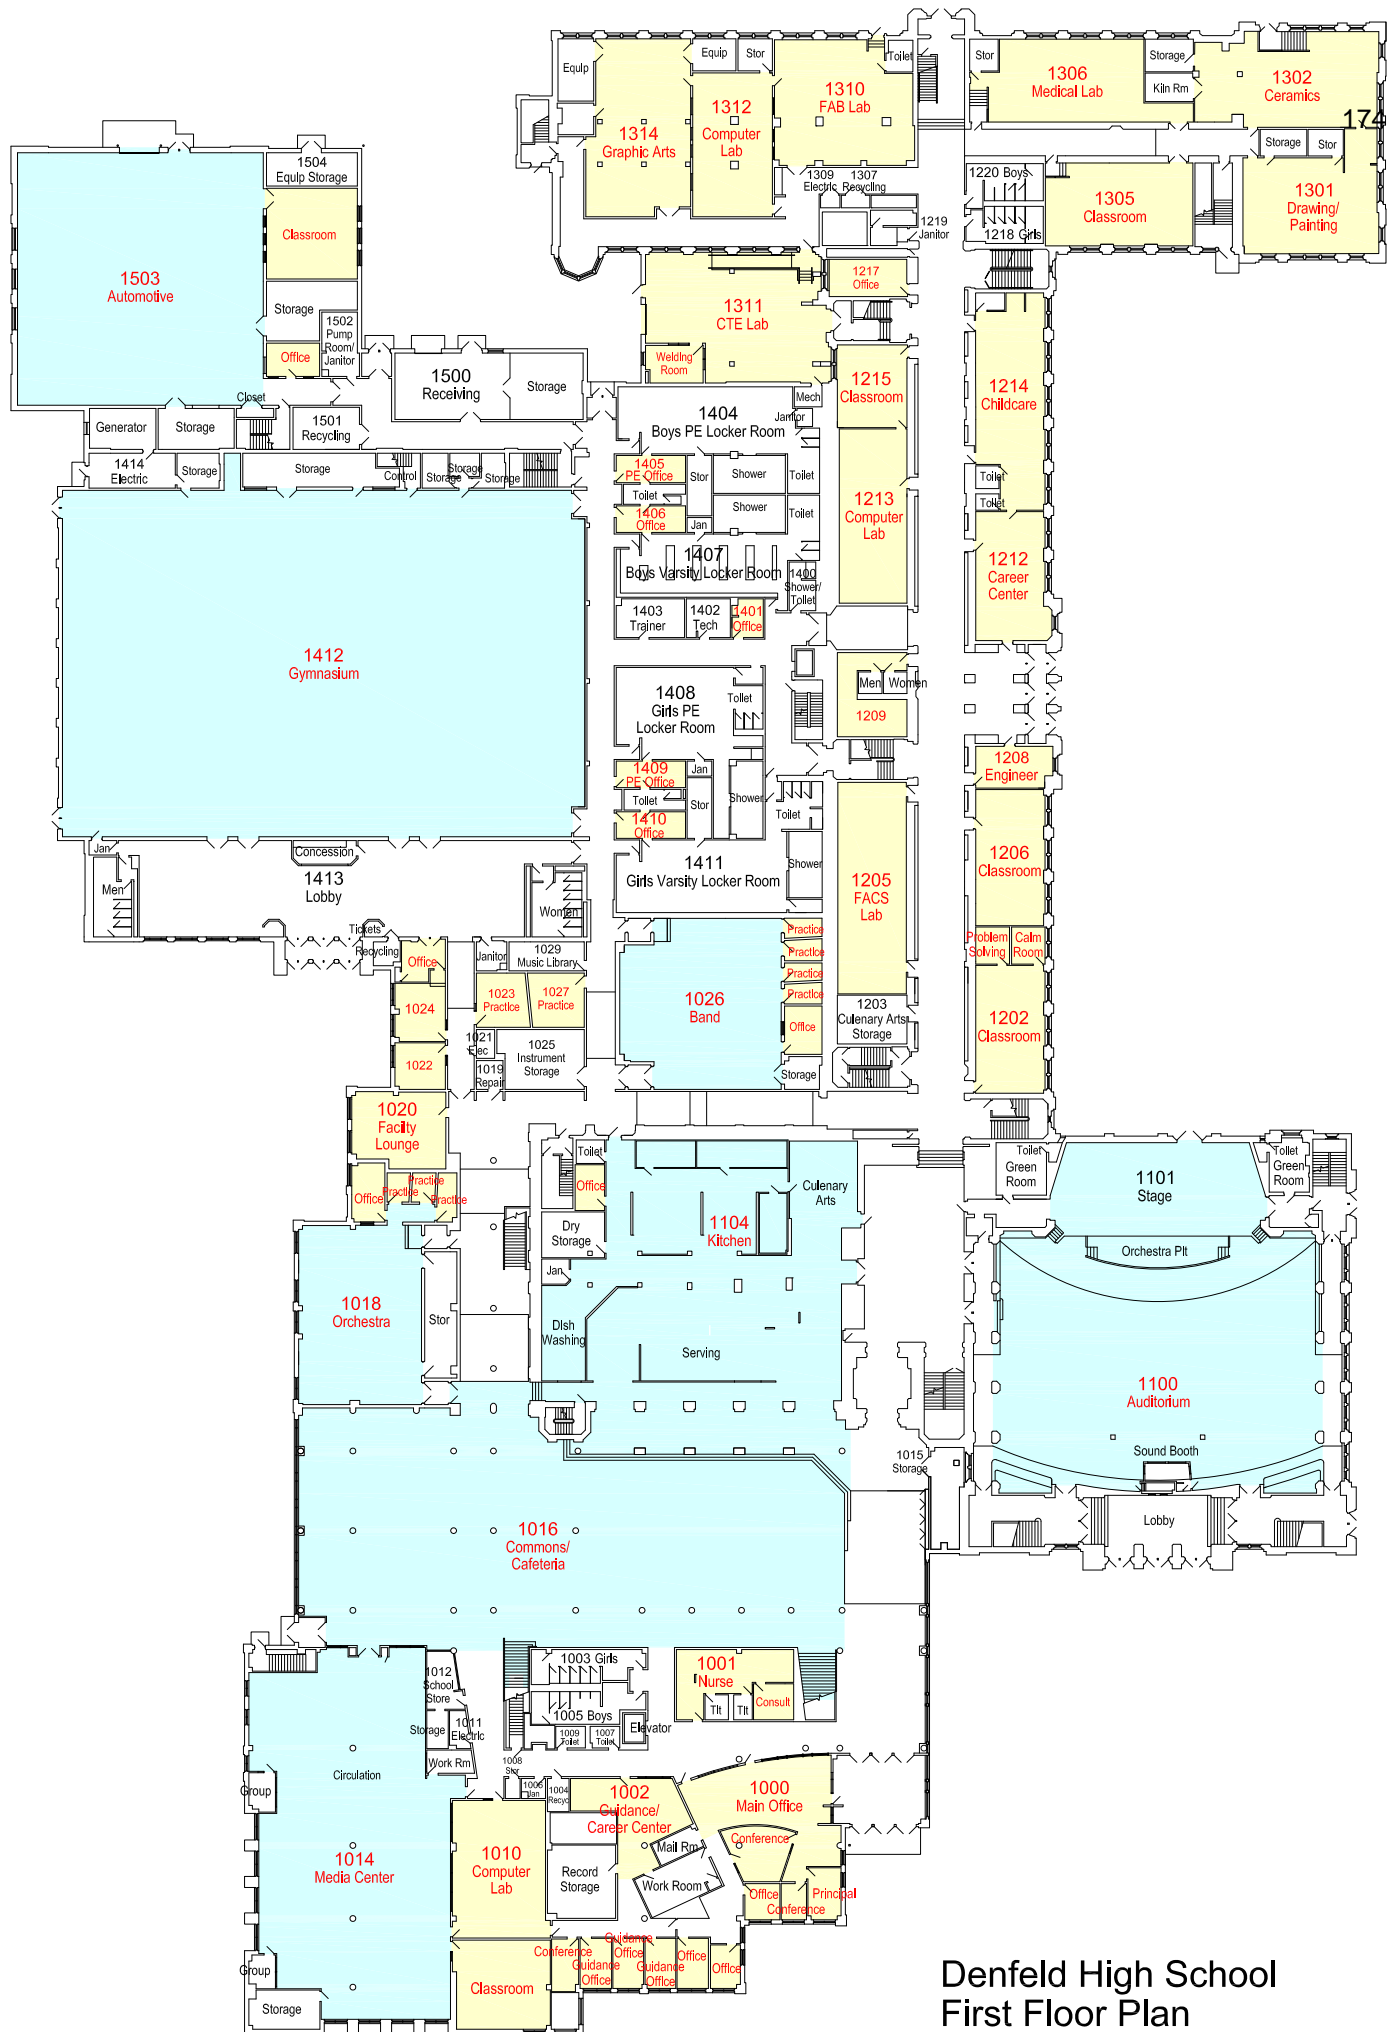 Equip
Equip
Stor
Toilet
1310
FAB Lab
1312
Computer
Lab
1314
Graphic Arts
Stor
1306
Medical Lab
Storage
Kiln Rm
1302
Ceramics
174
Storage
Stor
1301
Drawing/
Painting
1220 Boys
1305
Classroom
1218 Girls
1309
Electric
1307
Recycling
1219
Janitor
1504
Equip Storage
Classroom
1503
Automotive
Storage
1502
Pump
Room/
Janitor
Office
Closet
1311
CTE Lab
Welding
Room
1217
Office
1215
Classroom
1214
Childcare
1500
Receiving
Storage
Generator
Storage
1501
Recycling
1414
Electric
Storage
Storage
Control
Storage
Storage
Storage
Mech
Janitor
1404
Boys PE Locker Room
1405
PE Office
Toilet
1406
Office
Stor
Jan
Shower
Shower
Toilet
Toilet
1407
Boys Varsity Locker Room
1400
Shower/
Toilet
1403
Trainer
1402
Tech
1401
Office
1213
Computer
Lab
Toilet
Toilet
1212
Career
Center
1412
Gymnasium
1408
Girls PE
Locker Room
Toilet
Men
Women
1209
1208
Engineer
1409
PE Office
Jan
Toilet
Stor
Shower
1410
Office
Toilet
Shower
1411
Girls Varsity Locker Room
1205
FACS
Lab
1206
Classroom
Problem
Solving
Calm
Room
1202
Classroom
Jan
Concession
1413
Lobby
Men
Women
Tickets
Recycling
Office
Janitor
1029
Music Library
1024
1023
Practice
1027
Practice
1022
1021
Elec
1025
Instrument
Storage
1019
Repair
1026
Band
Practice
Practice
Practice
Practice
Office
Storage
1203
Culenary Arts
Storage
1020
Facilty
Lounge
Office
Practice
Practice
Practice
Toilet
Office
Dry
Storage
Jan
Dish
Washing
1104
Kitchen
Culenary
Arts
Serving
1018
Orchestra
Stor
Toilet
Green
Room
1101
Stage
Toilet
Green
Room
Orchestra Pit
1100
Auditorium
Sound Booth
Lobby
1015
Storage
1016
Commons/
Cafeteria
1012
School
Store
Storage
1011
Electric
Work Rm
1003 Girls
1005 Boys
1009
Toilet
1007
Toilet
Elevator
1001
Nurse
Tlt
Tlt
Consult
Circulation
Group
1014
Media Center
Group
Storage
1008
Stor
1006
Jan
1004
Recyc
1002
Guidance/
Career Center
1000
Main Office
Mail Rm
Conference
1010
Computer
Lab
Record
Storage
Work Room
Office
Conference
Principal
Classroom
Conference
Guidance
Office
Guidance
Office
Guidance
Office
Office
Office
Denfeld High School
First Floor Plan